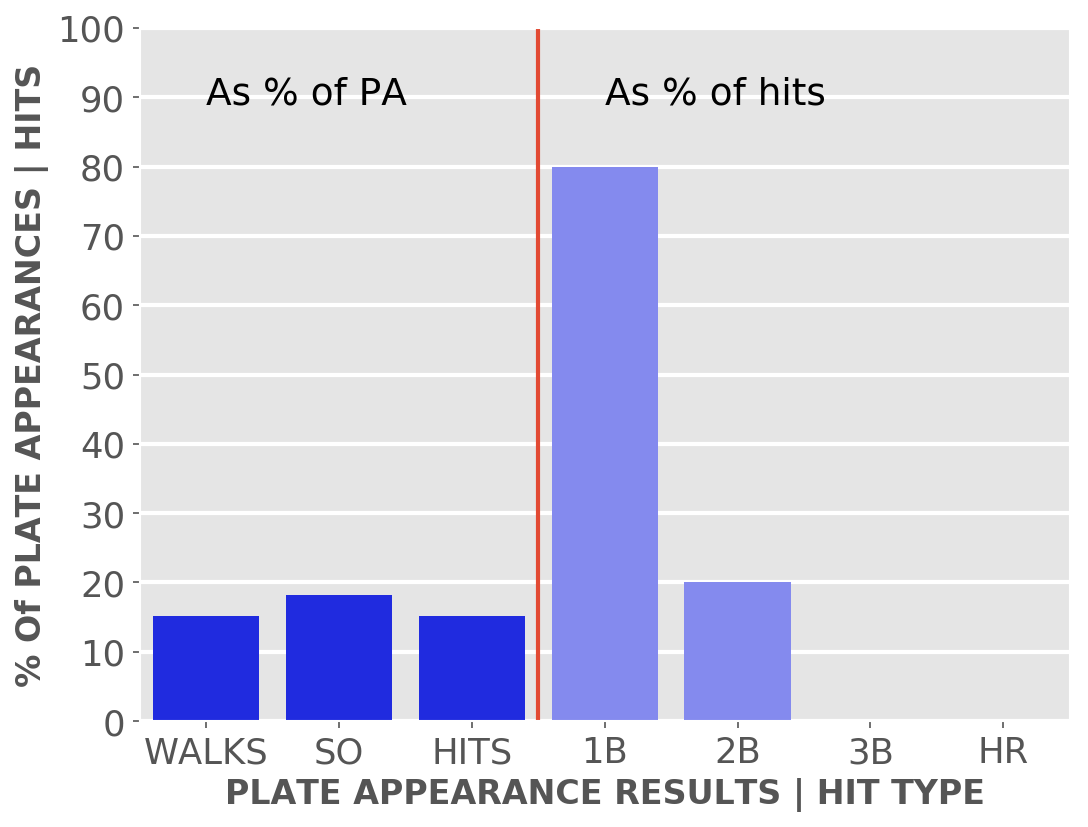 100
90
80
70
60
50
40
30
20
10
0
% Of PLATE APPEARANCES | HITS
As % of PA
As % of hits
WALKS SO HITS 1B 2B 3B HR
PLATE APPEARANCE RESULTS | HIT TYPE